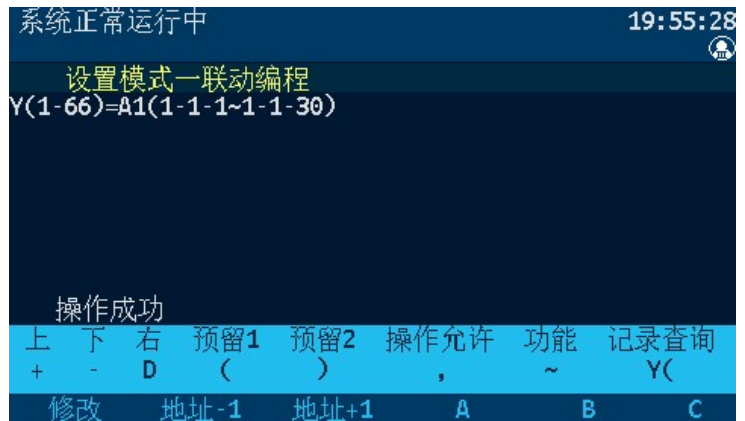 系统正常运行中 19:55:28
设置模式一联动编程
Y(1-66)=A1(1-1-1~1-1-30)
操作成功
上 下 右 预留1 预留2 操作允许 功能 记录查询
+ - D ( ) , ~ Y(
修改 地址-1 地址+1 A B C